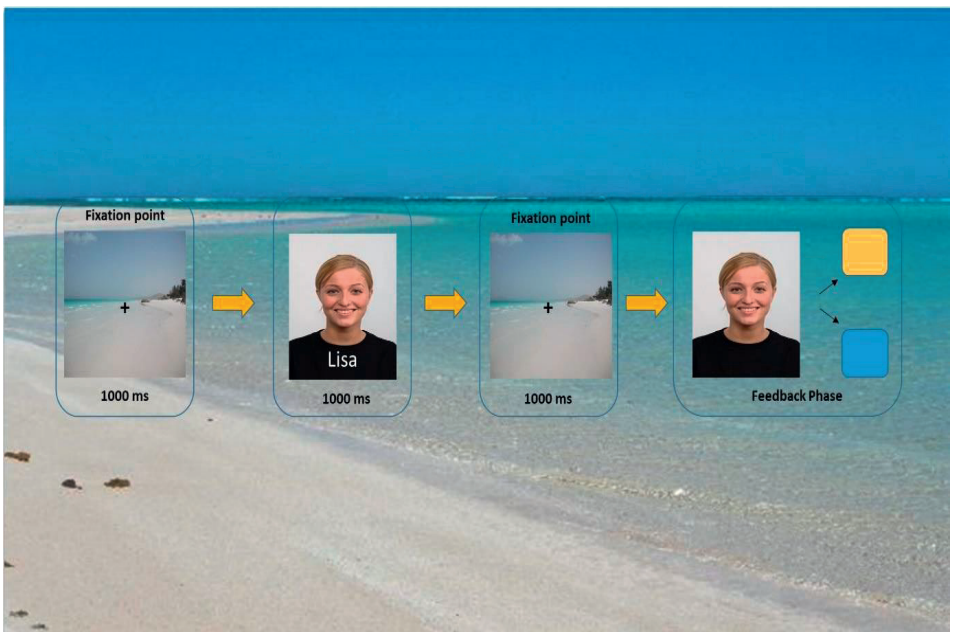 Fixation point
+
1000 ms
Lisa
1000 ms
Fixation point
+
1000 ms
Feedback Phase